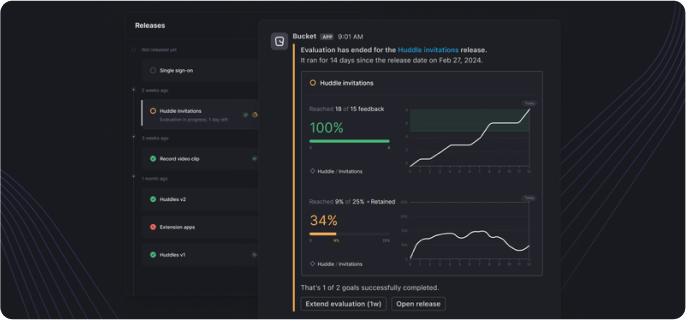 Releases
Not released yet
Single sign-on
2 weeks ago
Huddle invitations
Evaluation in progress, 1 day left
3 weeks ago
Record video clip
1 month ago
Huddles v2
Extension apps
Huddles v1
Bucket APP 9:01 AM
Evaluation has ended for the Huddle invitations release.
It ran for 14 days since the release date on Feb 27, 2024.
Huddle invitations
Reached 18 of 15 feedback
100%
Today
Huddle / Invitations
Reached 9% of 25% Retained
34%
Today
Huddle / Invitations
That's 1 of 2 goals successfully completed.
Extend evaluation (1w)
Open release